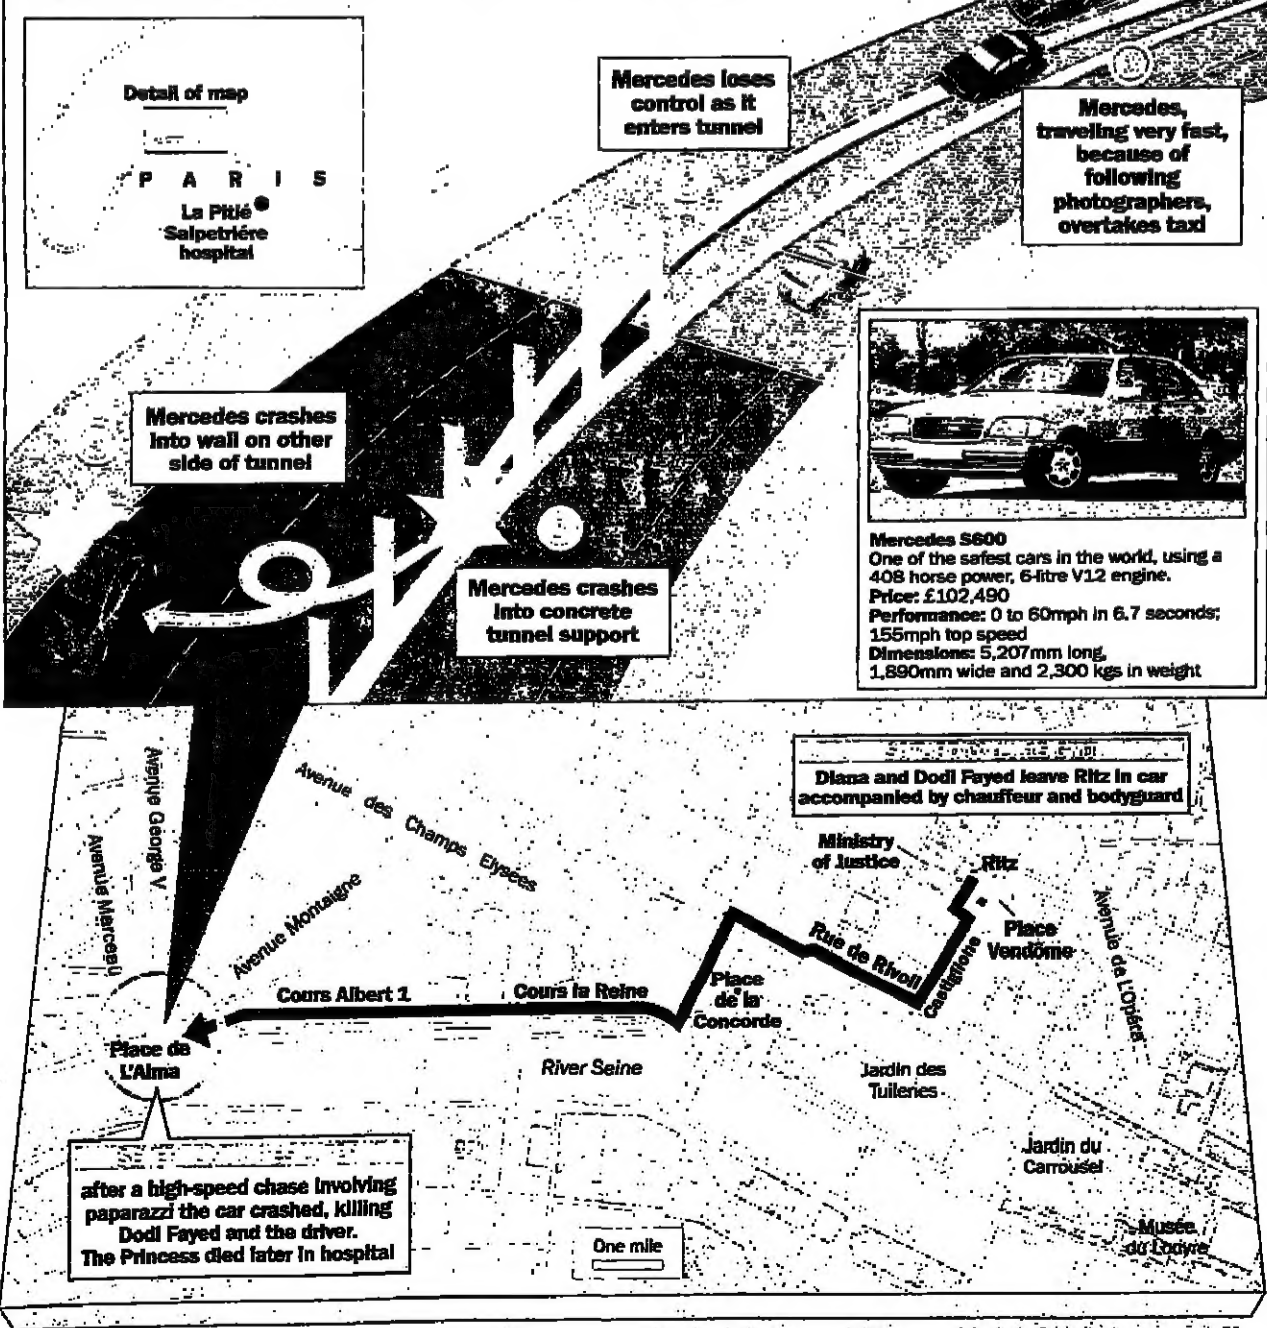 Detail of map
P A R I S
La Pitié
Salpetriére
hospital
Mercedes loses
control as it
enters tunnel
Mercedes,
traveling very fast,
because of
following
photographers,
overtakes taxi
Mercedes crashes
into wall on other
side of tunnel
Mercedes crashes
into concrete
tunnel support
Mercedes S600
One of the safest cars in the world, using a
408 horse power, 6-litre V12 engine.
Price: £102,490
Performance: 0 to 60mph in 6.7 seconds;
155mph top speed
Dimensions: 5,207mm long,
1,890mm wide and 2,300 kgs in weight
Diana and Dodi Fayed leave Ritz in car
accompanied by chauffeur and bodyguard
Avenue George V
Avenue Marceau
Avenue des Champs Elysées
Avenue Montaigne
Ministry
of Justice
Ritz
Place
Vendôme
Avenue de L'Opéra
Rue de Rivoli
Castiglione
Place
de la
Concorde
Cours Albert 1
Cours la Reine
Place de
L'Alma
River Seine
Jardin des
Tuileries
Jardin du
Carrousel
Musée
du Louvre
after a high-speed chase involving
paparazzi the car crashed, killing
Dodi Fayed and the driver.
The Princess died later in hospital
One mile